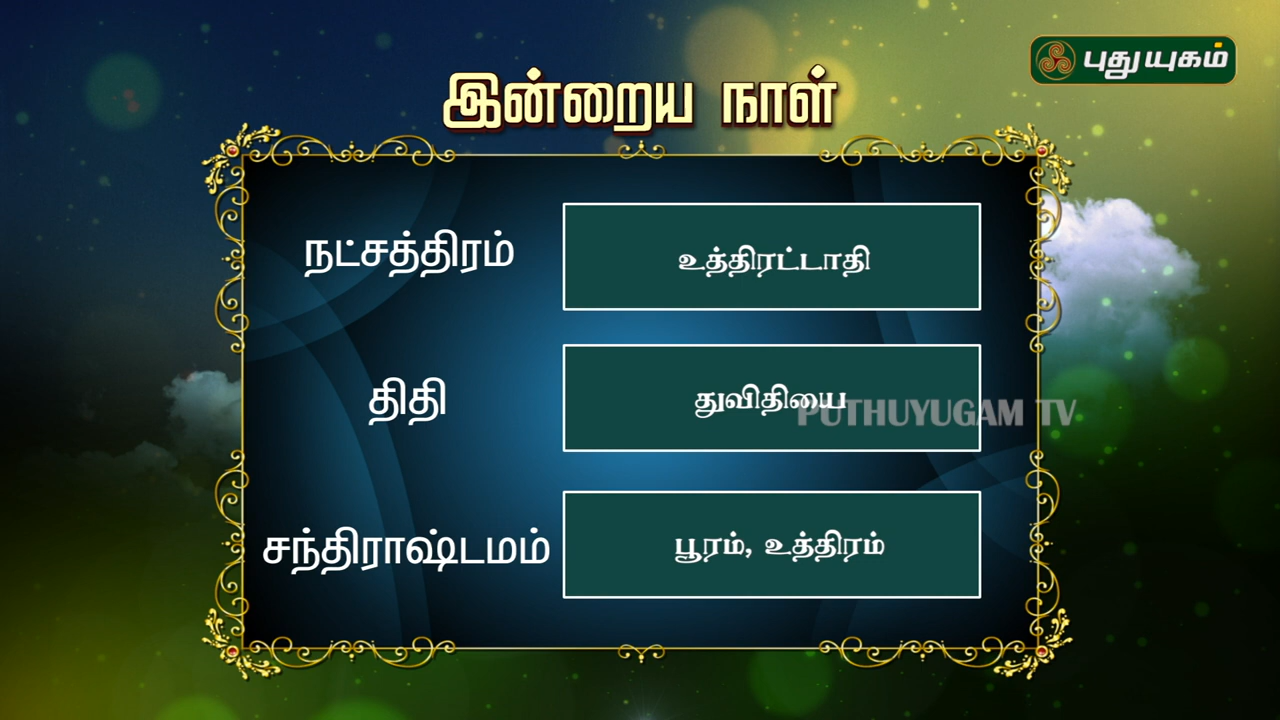 புதுயுகம்
இன்றைய நாள்
நட்சத்திரம்
உத்திரட்டாதி
திதி
துவிதியை
PUTHUYUGAM TV
சந்திராஷ்டமம்
பூரம், உத்திரம்